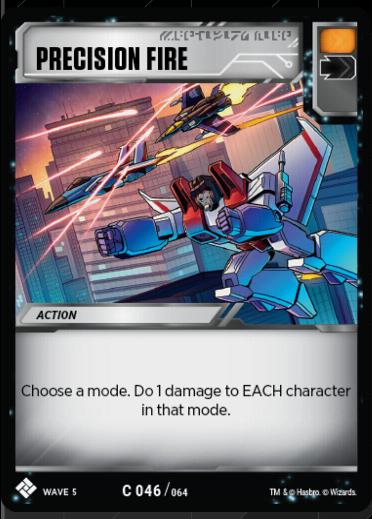 PRECISION FIRE
ACTION
Choose a mode. Do 1 damage to EACH character
in that mode.
WAVE 5
C 046/064
TM & © Hasbro. © Wizards.